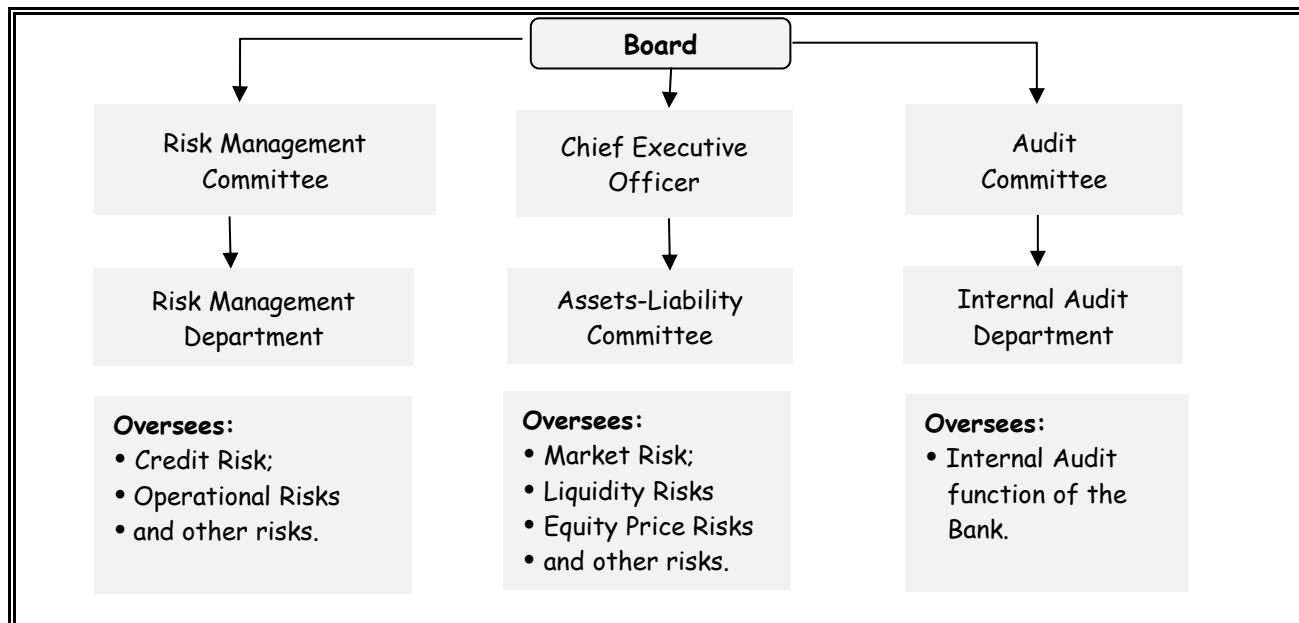 Board
Risk Management
Committee
Chief Executive
Officer
Audit
Committee
Risk Management
Department
Assets-Liability
Committee
Internal Audit
Department
Oversees:
• Credit Risk;
• Operational Risks
• and other risks.
Oversees:
• Market Risk;
• Liquidity Risks
• Equity Price Risks
• and other risks.
Oversees:
• Internal Audit
function of the
Bank.